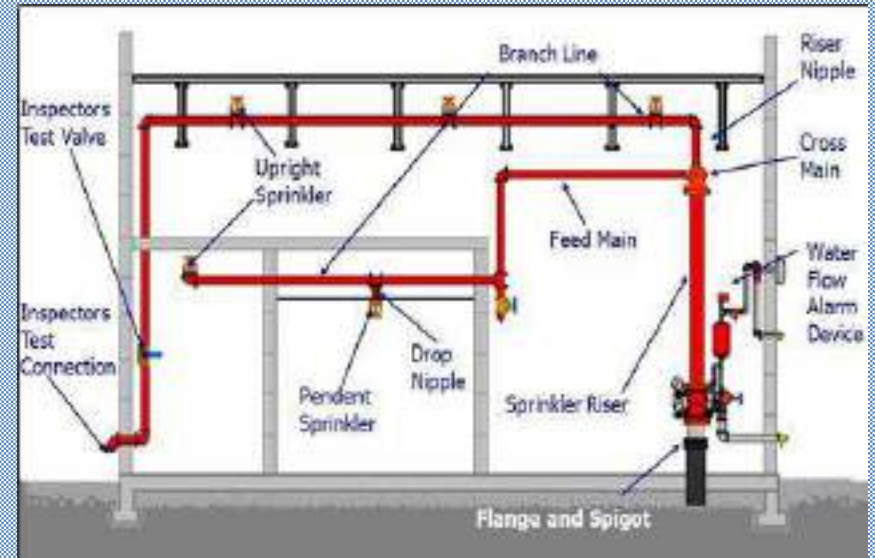 Branch Line
Riser
Nipple
Inspectors
Test Valve
Upright
Sprinkler
Cross
Main
Feed Main
Water
Flow
Alarm
Device
Inspectors
Test
Connection
Drop
Nipple
Pendent
Sprinkler
Sprinkler Riser
Flange and Spigot